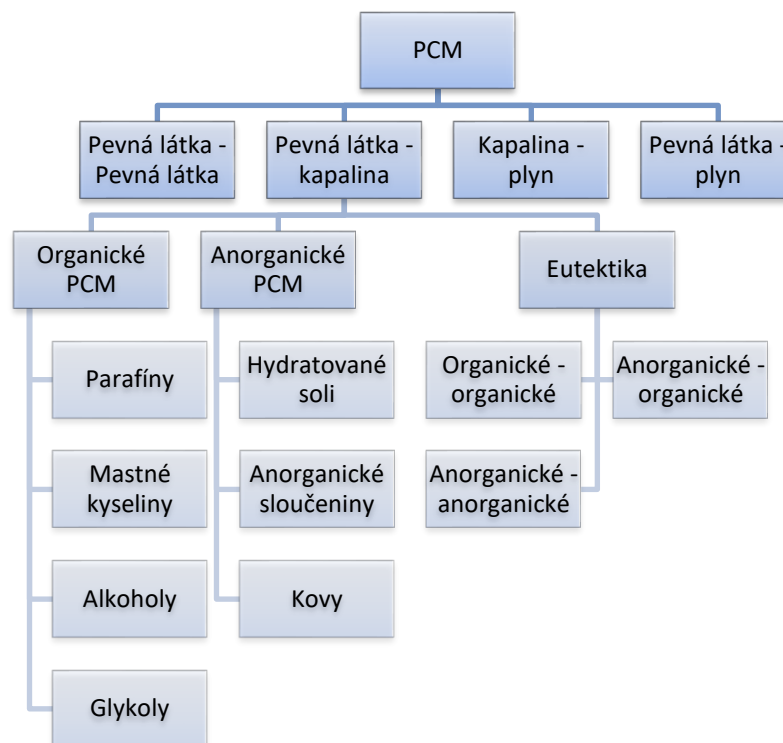 PCM
Pevná látka -
Pevná látka
Pevná látka -
kapalina
Kapalina -
plyn
Pevná látka -
plyn
Organické
PCM
Anorganické
PCM
Eutektika
Parafíny
Hydratované
soli
Organické -
organické
Anorganické -
organické
Mastné
kyseliny
Anorganické
sloučeniny
Anorganické -
anorganické
Alkoholy
Kovy
Glykoly